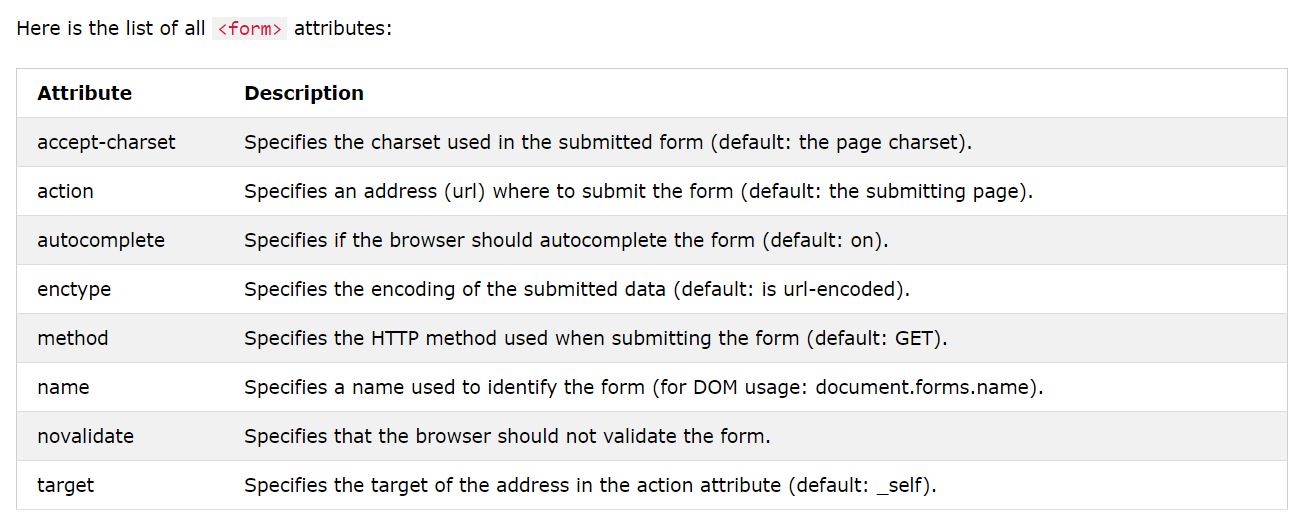 Here is the list of all <form> attributes:
Attribute Description
accept-charset Specifies the charset used in the submitted form (default: the page charset).
action Specifies an address (url) where to submit the form (default: the submitting page).
autocomplete Specifies if the browser should autocomplete the form (default: on).
enctype Specifies the encoding of the submitted data (default: is url-encoded).
method Specifies the HTTP method used when submitting the form (default: GET).
name Specifies a name used to identify the form (for DOM usage: document.forms.name).
novalidate Specifies that the browser should not validate the form.
target Specifies the target of the address in the action attribute (default: _self).